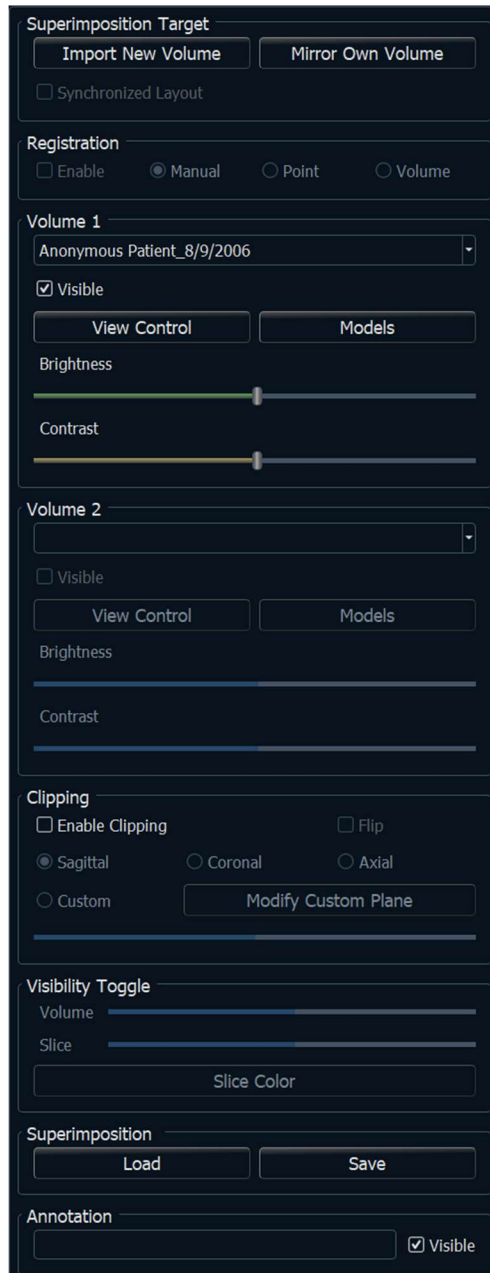 Superimposition Target
Import New Volume Mirror Own Volume
Synchronized Layout
Registration
Enable Manual Point Volume
Volume 1
Anonymous Patient_8/9/2006
Visible
View Control Models
Brightness
Contrast
Volume 2
Visible
View Control Models
Brightness
Contrast
Clipping
Enable Clipping Flip
Sagittal Coronal Axial
Custom Modify Custom Plane
Visibility Toggle
Volume
Slice
Slice Color
Superimposition
Load Save
Annotation
Visible